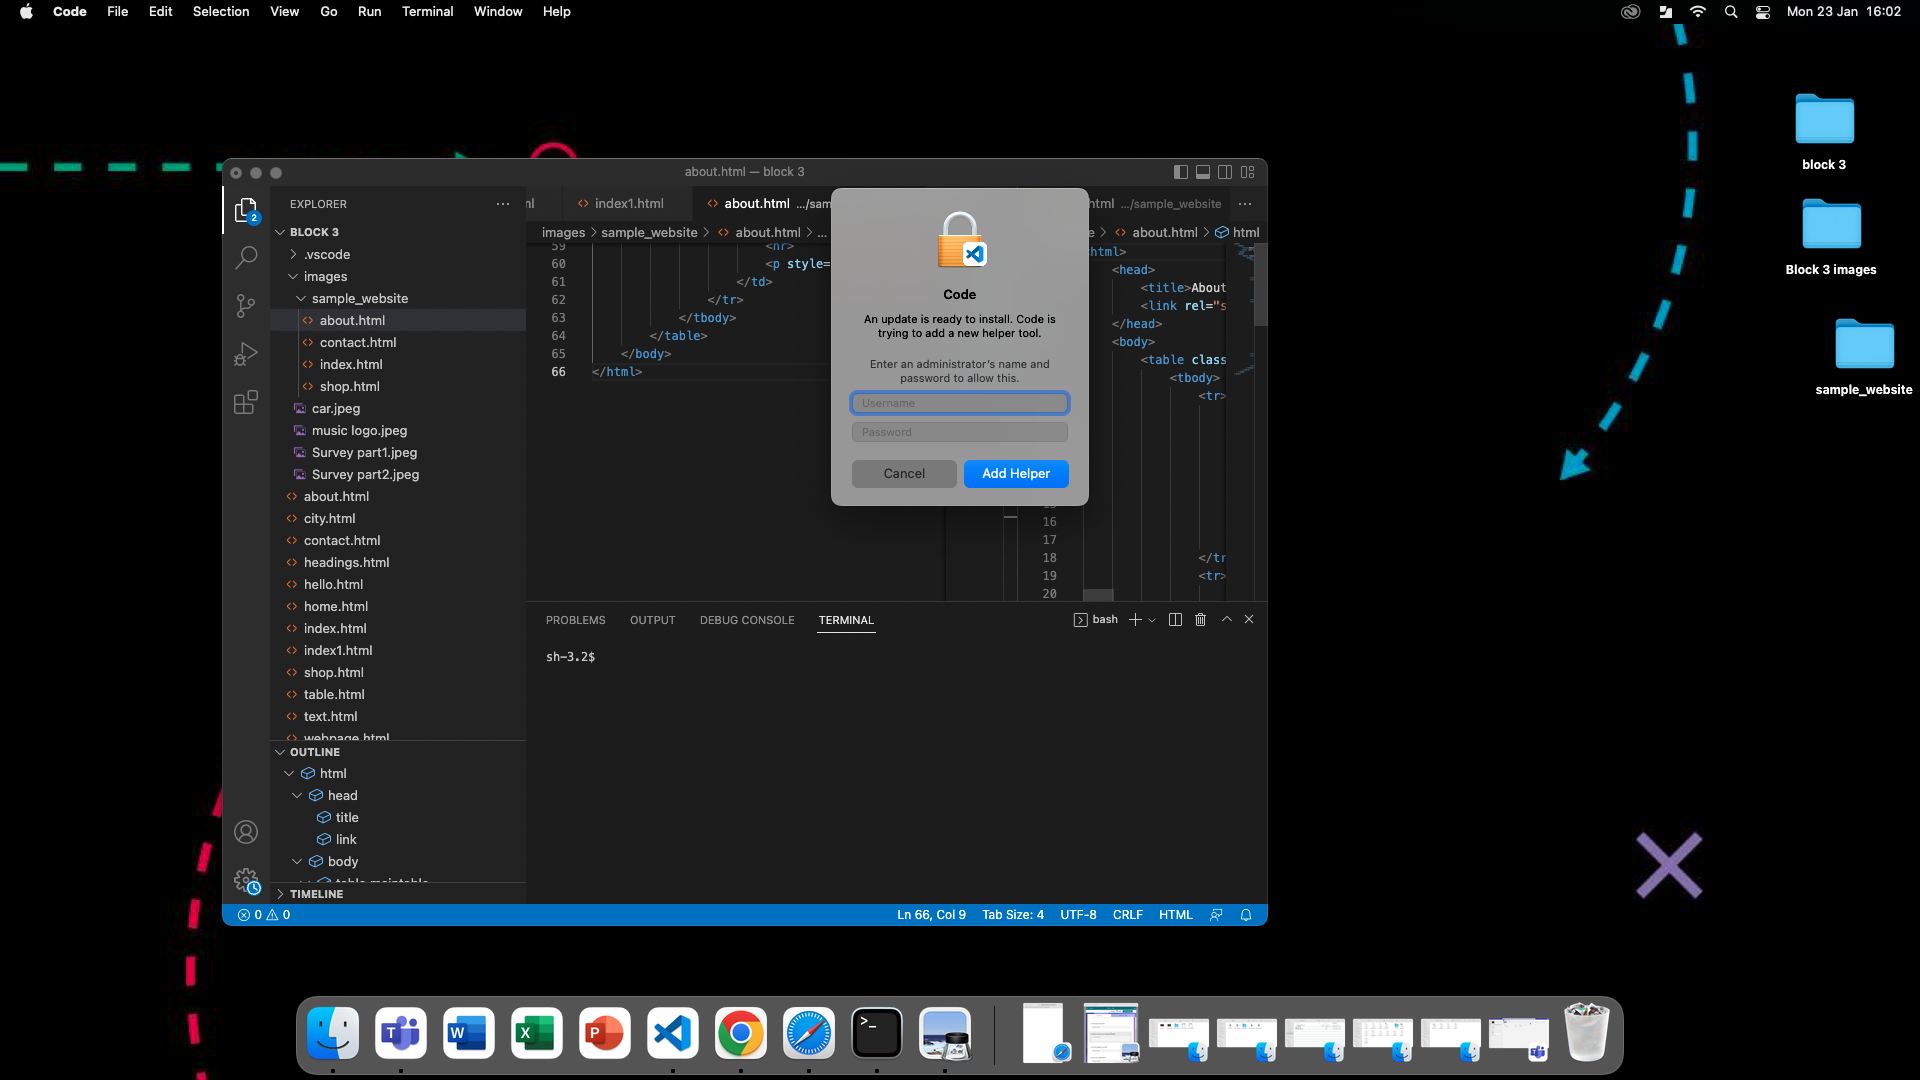 Code File Edit Selection View Go Run Terminal Window Help
Mon 23 Jan 16:02
block 3
Block 3 images
sample_website
about.html — block 3
EXPLORER
BLOCK 3
.vscode
images
sample_website
about.html
contact.html
index.html
shop.html
car.jpeg
music logo.jpeg
Survey part1.jpeg
Survey part2.jpeg
about.html
city.html
contact.html
headings.html
hello.html
home.html
index.html
index1.html
shop.html
table.html
text.html
webpage.html
OUTLINE
html
head
title
link
body
TIMELINE
2
nl index1.html about.html .../sam
images > sample_website > about.html > ...
59 <hr>
60 <p style=
61 </td>
62 </tr>
63 </tbody>
64 </table>
65 </body>
66 </html>
html .../sample_website ...
e > about.html > html
html>
<head>
<title>About
<link rel="s
</head>
<body>
<table class
<tbody>
<tr>
16
17
18 </tr
19 <tr>
20
Code
An update is ready to install. Code is
trying to add a new helper tool.
Enter an administrator's name and
password to allow this.
Username
Password
Cancel Add Helper
PROBLEMS OUTPUT DEBUG CONSOLE TERMINAL
bash
sh-3.2$
0 0
Ln 66, Col 9 Tab Size: 4 UTF-8 CRLF HTML
T W X P >_